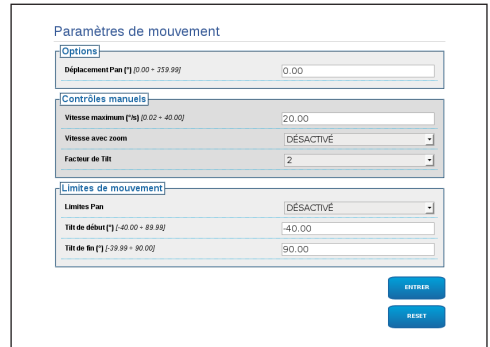 Paramètres de mouvement
Options
Déplacement Pan (°) [0.00 ÷ 359.99] 0.00
Contrôles manuels
Vitesse maximum (°/s) [0.02 ÷ 40.00] 20.00
Vitesse avec zoom DÉSACTIVÉ
Facteur de Tilt 2
Limites de mouvement
Limites Pan DÉSACTIVÉ
Tilt de début (°) [-40.00 ÷ 89.99] -40.00
Tilt de fin (°) [-39.99 ÷ 90.00] 90.00
ENTRER
RESET